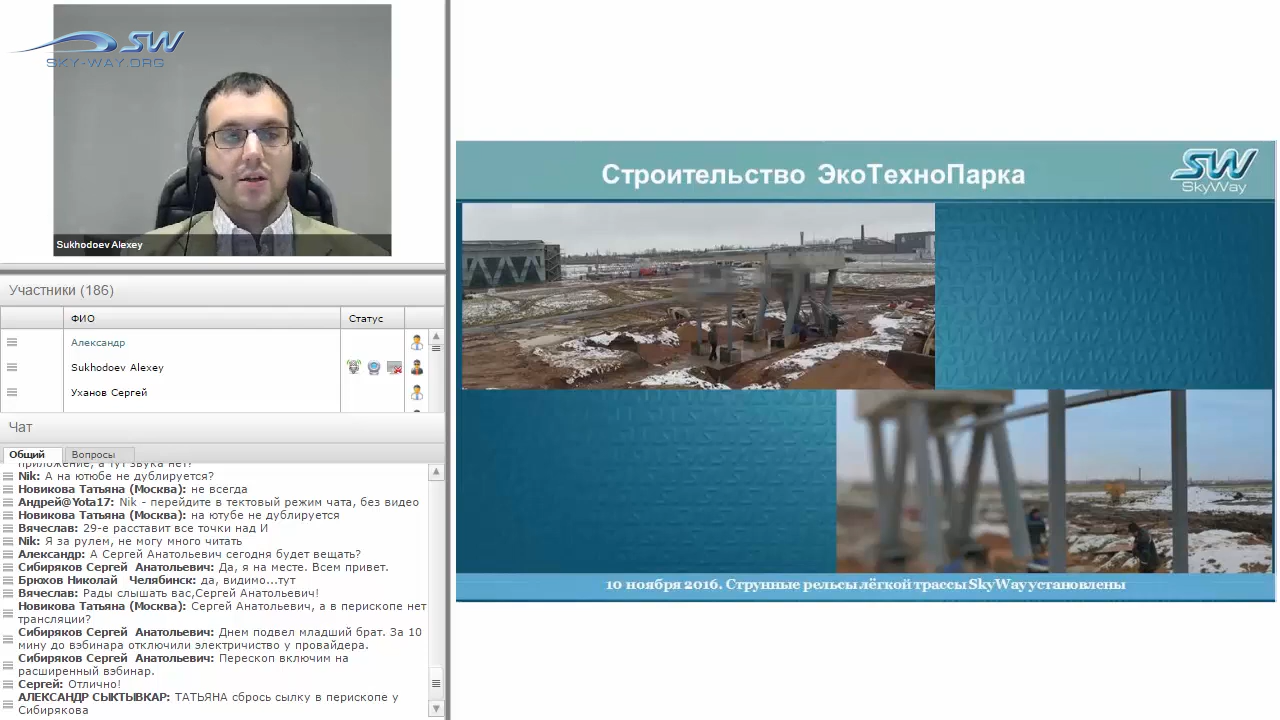 SW
SKY-WAY.ORG
Sukhodoev Alexey
Участники (186)
ФИО
Статус
Александр
Sukhodoev Alexey
Уханов Сергей
Чат
Общий
Вопросы
приложение, а тут звука нет?
Nik: А на ютюбе не дублируется?
Новикова Татьяна (Москва): не всегда
Андрей@Yota17: Nik - перейдите в тектовый режим чата, без видео
Новикова Татьяна (Москва): на ютубе не дублируется
Вячеслав: 29-е расставит все точки над И
Nik: Я за рулем, не могу много читать
Александр: А Сергей Анатольевич сегодня будет вещать?
Сибиряков Сергей Анатольевич: Да, я на месте. Всем привет.
Брюхов Николай Челябинск: да, видимо...тут
Вячеслав: Рады слышать вас,Сергей Анатольевич!
Новикова Татьяна (Москва): Сергей Анатольевич, а в перископе нет
трансляции?
Сибиряков Сергей Анатольевич: Днем подвел младший брат. За 10
мину до вэбинара отключили электричиство у провайдера.
Сибиряков Сергей Анатольевич: Перескоп включим на
расширенный вэбинар.
Сергей: Отлично!
АЛЕКСАНДР СЫКТЫВКАР: ТАТЬЯНА сбрось сылку в перископе у
Сибирякова
Строительство ЭкоТехноПарка
SW
SkyWay
10 ноября 2016. Струнные рельсы лёгкой трассы SkyWay установлены